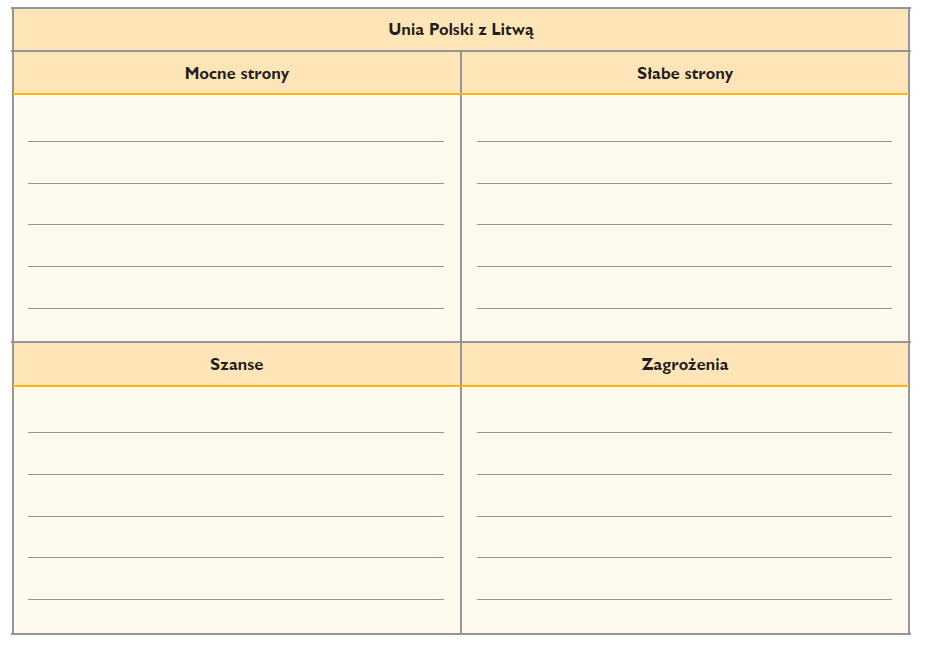 Unia Polski z Litwą
Mocne strony
Słabe strony
Szanse
Zagrożenia